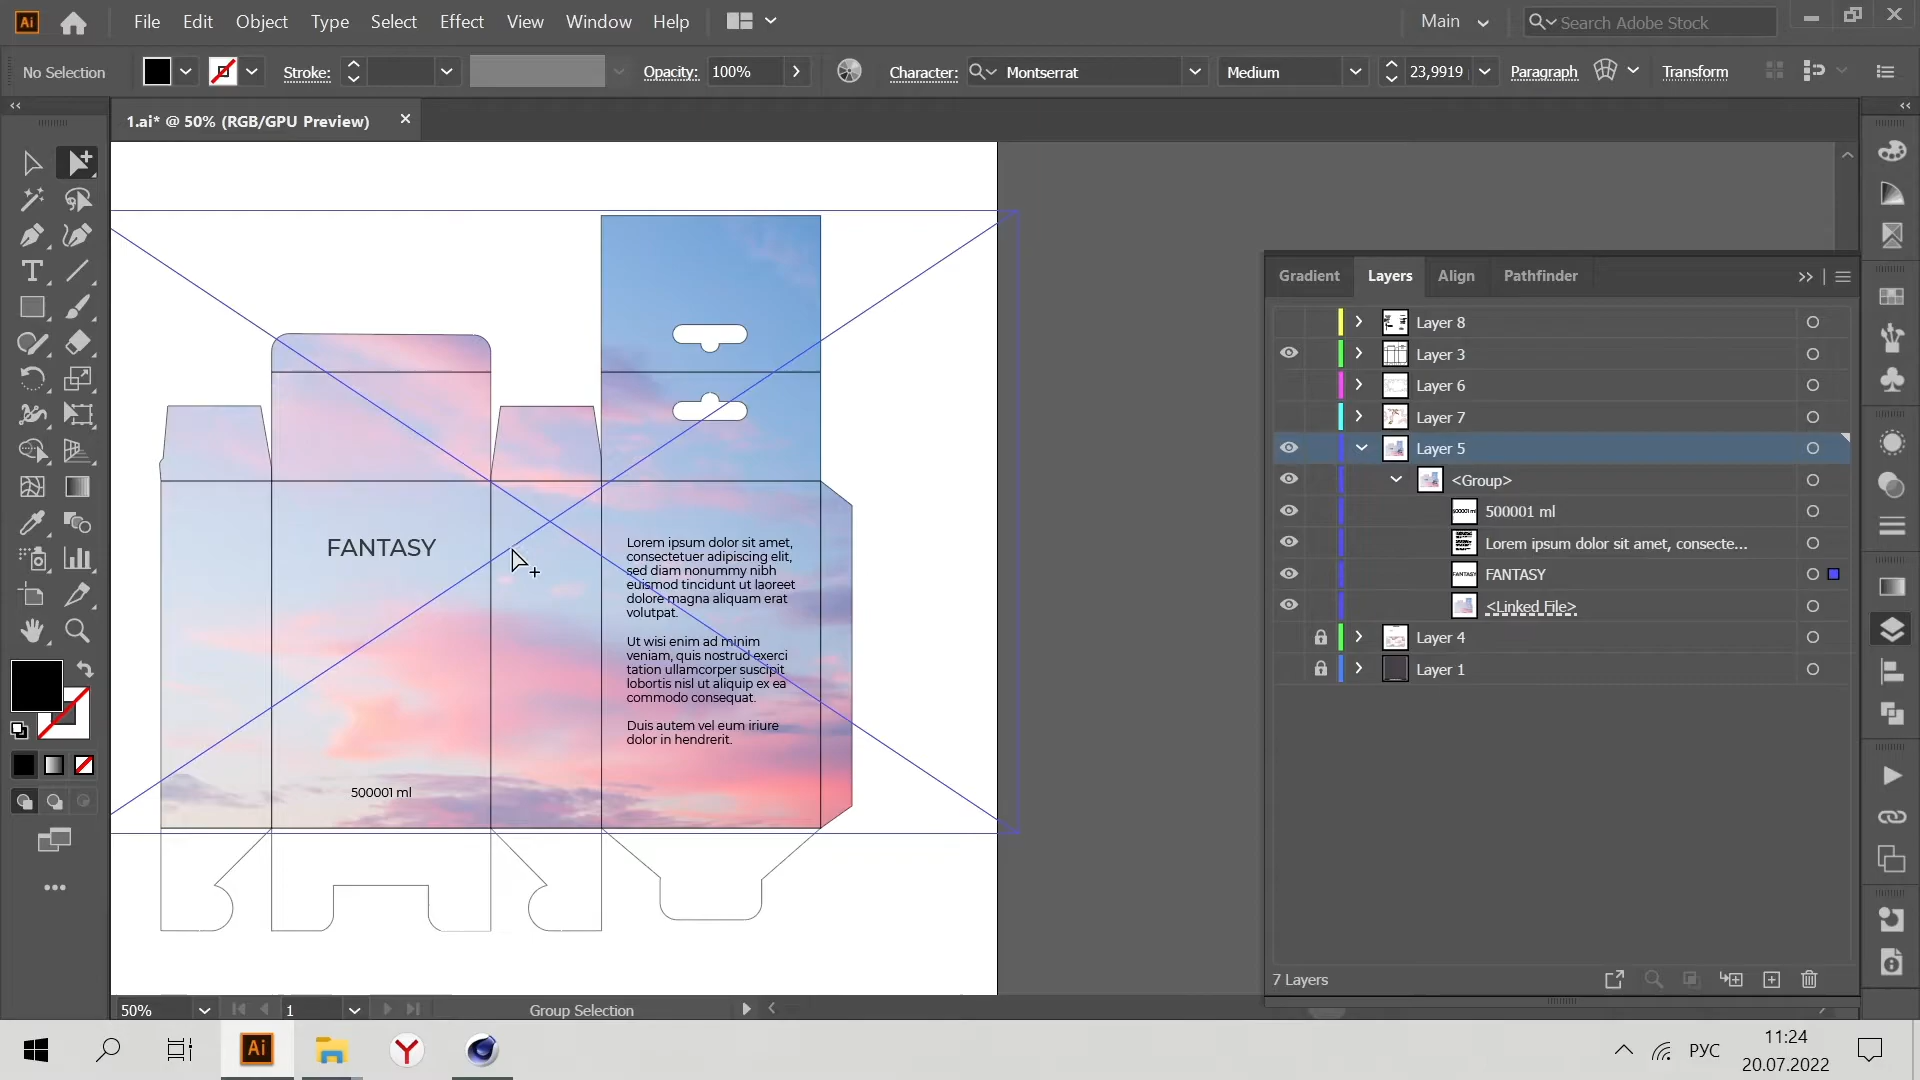 Ai
File Edit Object Type Select Effect View Window Help
Main
Search Adobe Stock
No Selection
Stroke:
Opacity:
100%
Character:
Montserrat
Medium
23,9919
Paragraph
Transform
1.ai* @ 50% (RGB/GPU Preview)
FANTASY
500001 ml
Lorem ipsum dolor sit amet,
consectetuer adipiscing elit,
sed diam nonummy nibh
euismod tincidunt ut laoreet
dolore magna aliquam erat
volutpat.
Ut wisi enim ad minim
veniam, quis nostrud exerci
tation ullamcorper suscipit
lobortis nisl ut aliquip ex ea
commodo consequat.
Duis autem vel eum iriure
dolor in hendrerit.
Gradient
Layers
Align
Pathfinder
Layer 8
Layer 3
Layer 6
Layer 7
Layer 5
<Group>
500001 ml
Lorem ipsum dolor sit amet, consecte...
FANTASY
<Linked File>
Layer 4
Layer 1
7 Layers
50%
1
Group Selection
Ai
РУС
11:24
20.07.2022